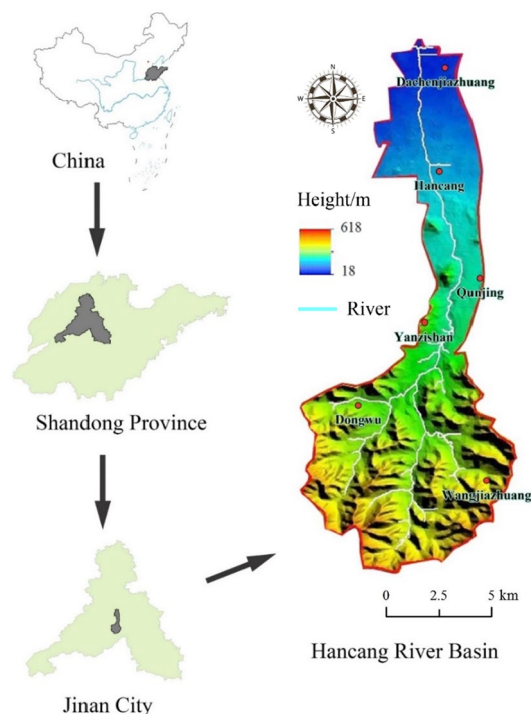 China
Shandong Province
Jinan City
N
W
E
S
Height/m
618
18
River
Dachenjiazhuang
Hancang
Qunjing
Yanzishan
Dongwu
Wangjiazhuang
0 2.5 5 km
Hancang River Basin